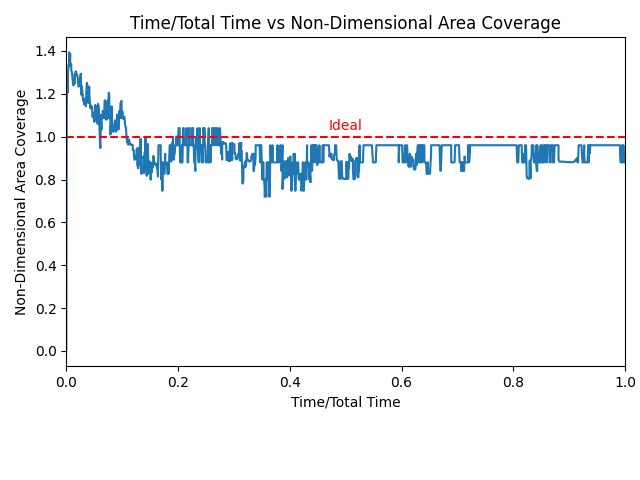 Time/Total Time vs Non-Dimensional Area Coverage
Non-Dimensional Area Coverage
1.4
1.2
1.0
0.8
0.6
0.4
0.2
0.0
Ideal
0.0 0.2 0.4 0.6 0.8 1.0
Time/Total Time